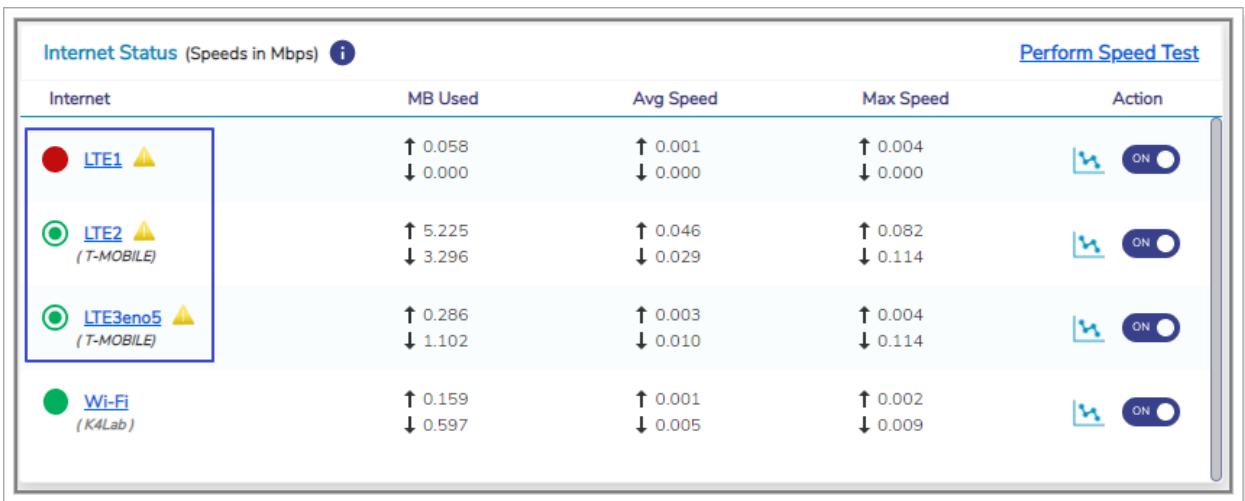 Internet Status (Speeds in Mbps) i Perform Speed Test
Internet MB Used Avg Speed Max Speed Action
LTE1 ↑ 0.058 ↑ 0.001 ↑ 0.004 ON
↓ 0.000 ↓ 0.000 ↓ 0.000
LTE2 ↑ 5.225 ↑ 0.046 ↑ 0.082 ON
(T-MOBILE) ↓ 3.296 ↓ 0.029 ↓ 0.114
LTE3eno5 ↑ 0.286 ↑ 0.003 ↑ 0.004 ON
(T-MOBILE) ↓ 1.102 ↓ 0.010 ↓ 0.114
Wi-Fi ↑ 0.159 ↑ 0.001 ↑ 0.002 ON
(K4Lab) ↓ 0.597 ↓ 0.005 ↓ 0.009